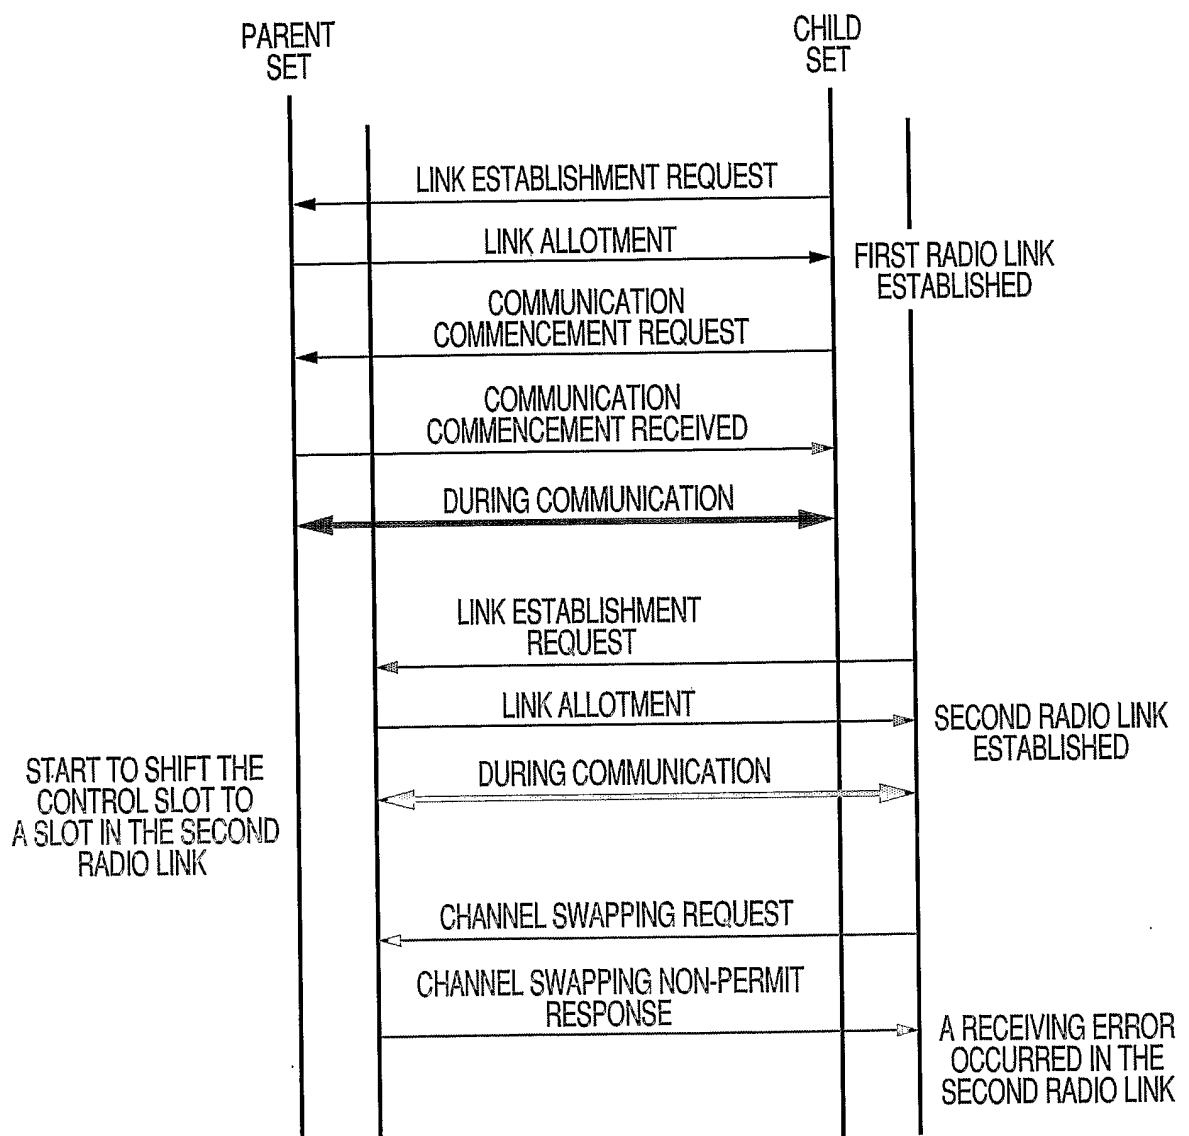 PARENT
SET
CHILD
SET
LINK ESTABLISHMENT REQUEST
LINK ALLOTMENT
FIRST RADIO LINK
ESTABLISHED
COMMUNICATION
COMMENCEMENT REQUEST
COMMUNICATION
COMMENCEMENT RECEIVED
DURING COMMUNICATION
LINK ESTABLISHMENT
REQUEST
LINK ALLOTMENT
SECOND RADIO LINK
ESTABLISHED
START TO SHIFT THE
CONTROL SLOT TO
A SLOT IN THE SECOND
RADIO LINK
DURING COMMUNICATION
CHANNEL SWAPPING REQUEST
CHANNEL SWAPPING NON-PERMIT
RESPONSE
A RECEIVING ERROR
OCCURRED IN THE
SECOND RADIO LINK